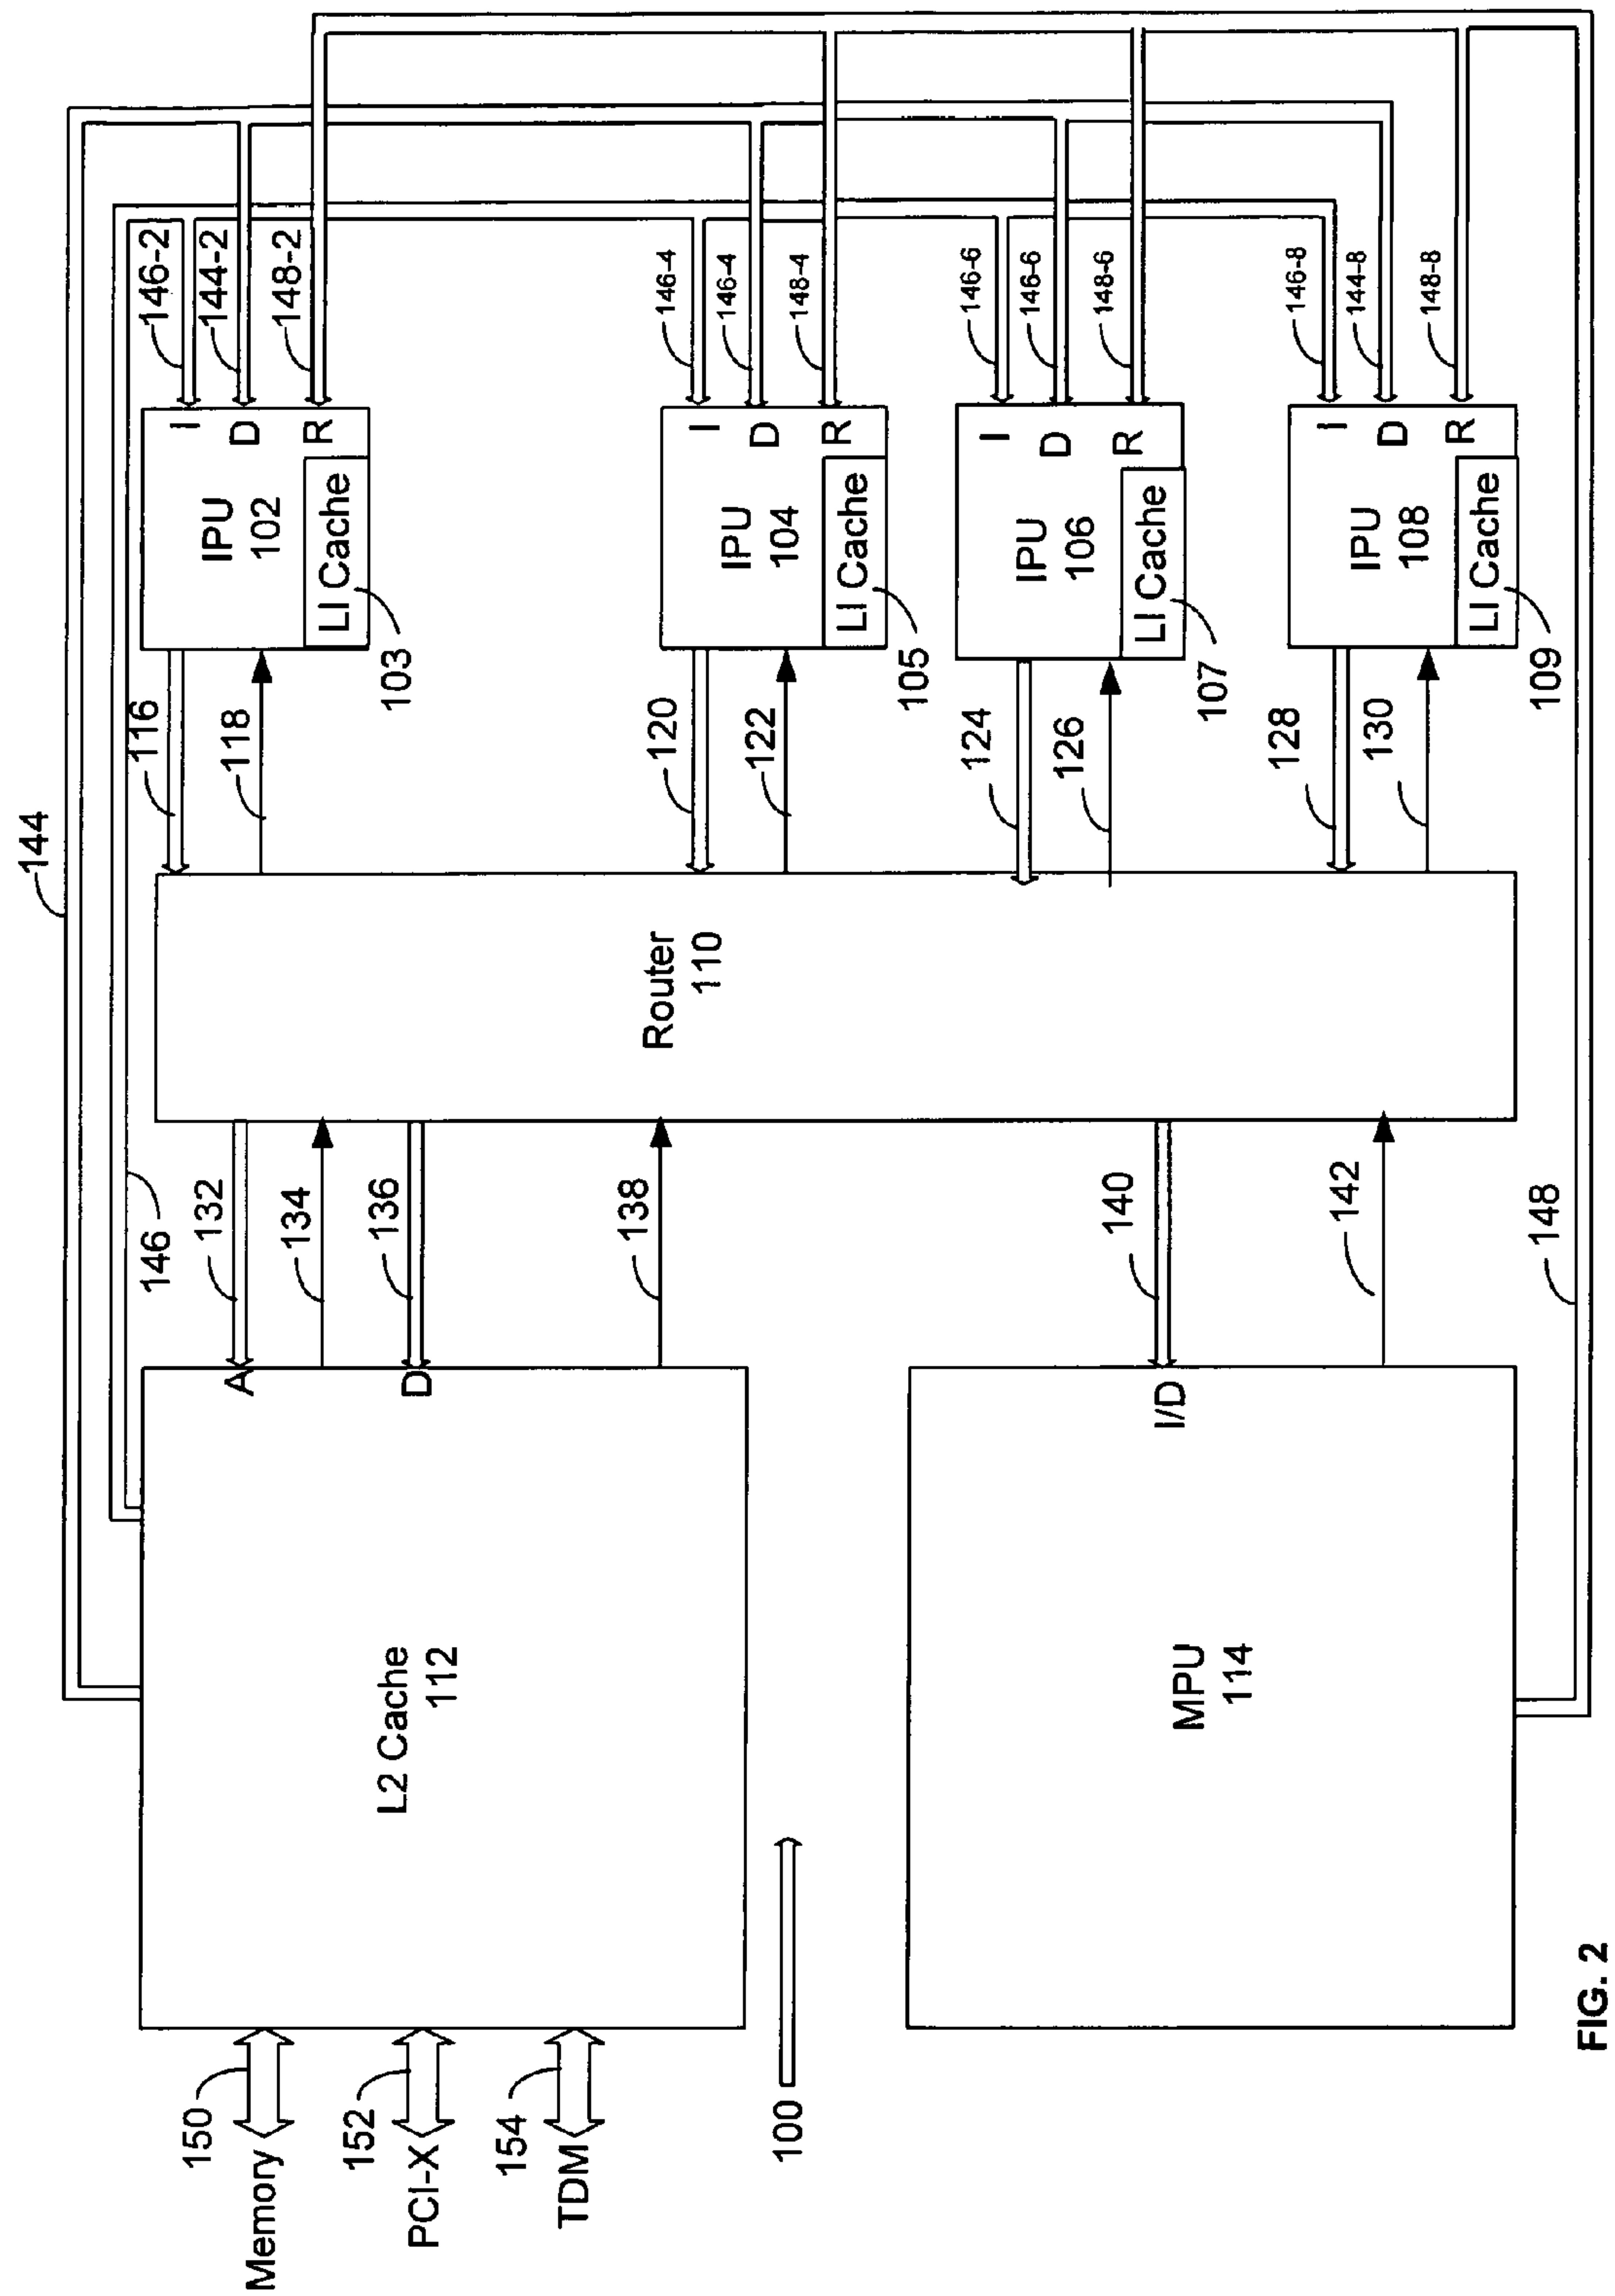 144
146
116
118
IPU
102
LI Cache
103
I
D
R
146-2
144-2
148-2
120
122
IPU
104
LI Cache
105
I
D
R
146-4
146-4
148-4
124
126
IPU
106
LI Cache
107
I
D
R
146-6
146-6
148-6
128
130
IPU
108
LI Cache
109
I
D
R
146-8
144-8
148-8
Router
110
132
134
136
138
140
142
148
A
D
L2 Cache
112
I/D
MPU
114
150
Memory
152
PCI-X
154
TDM
100
FIG. 2